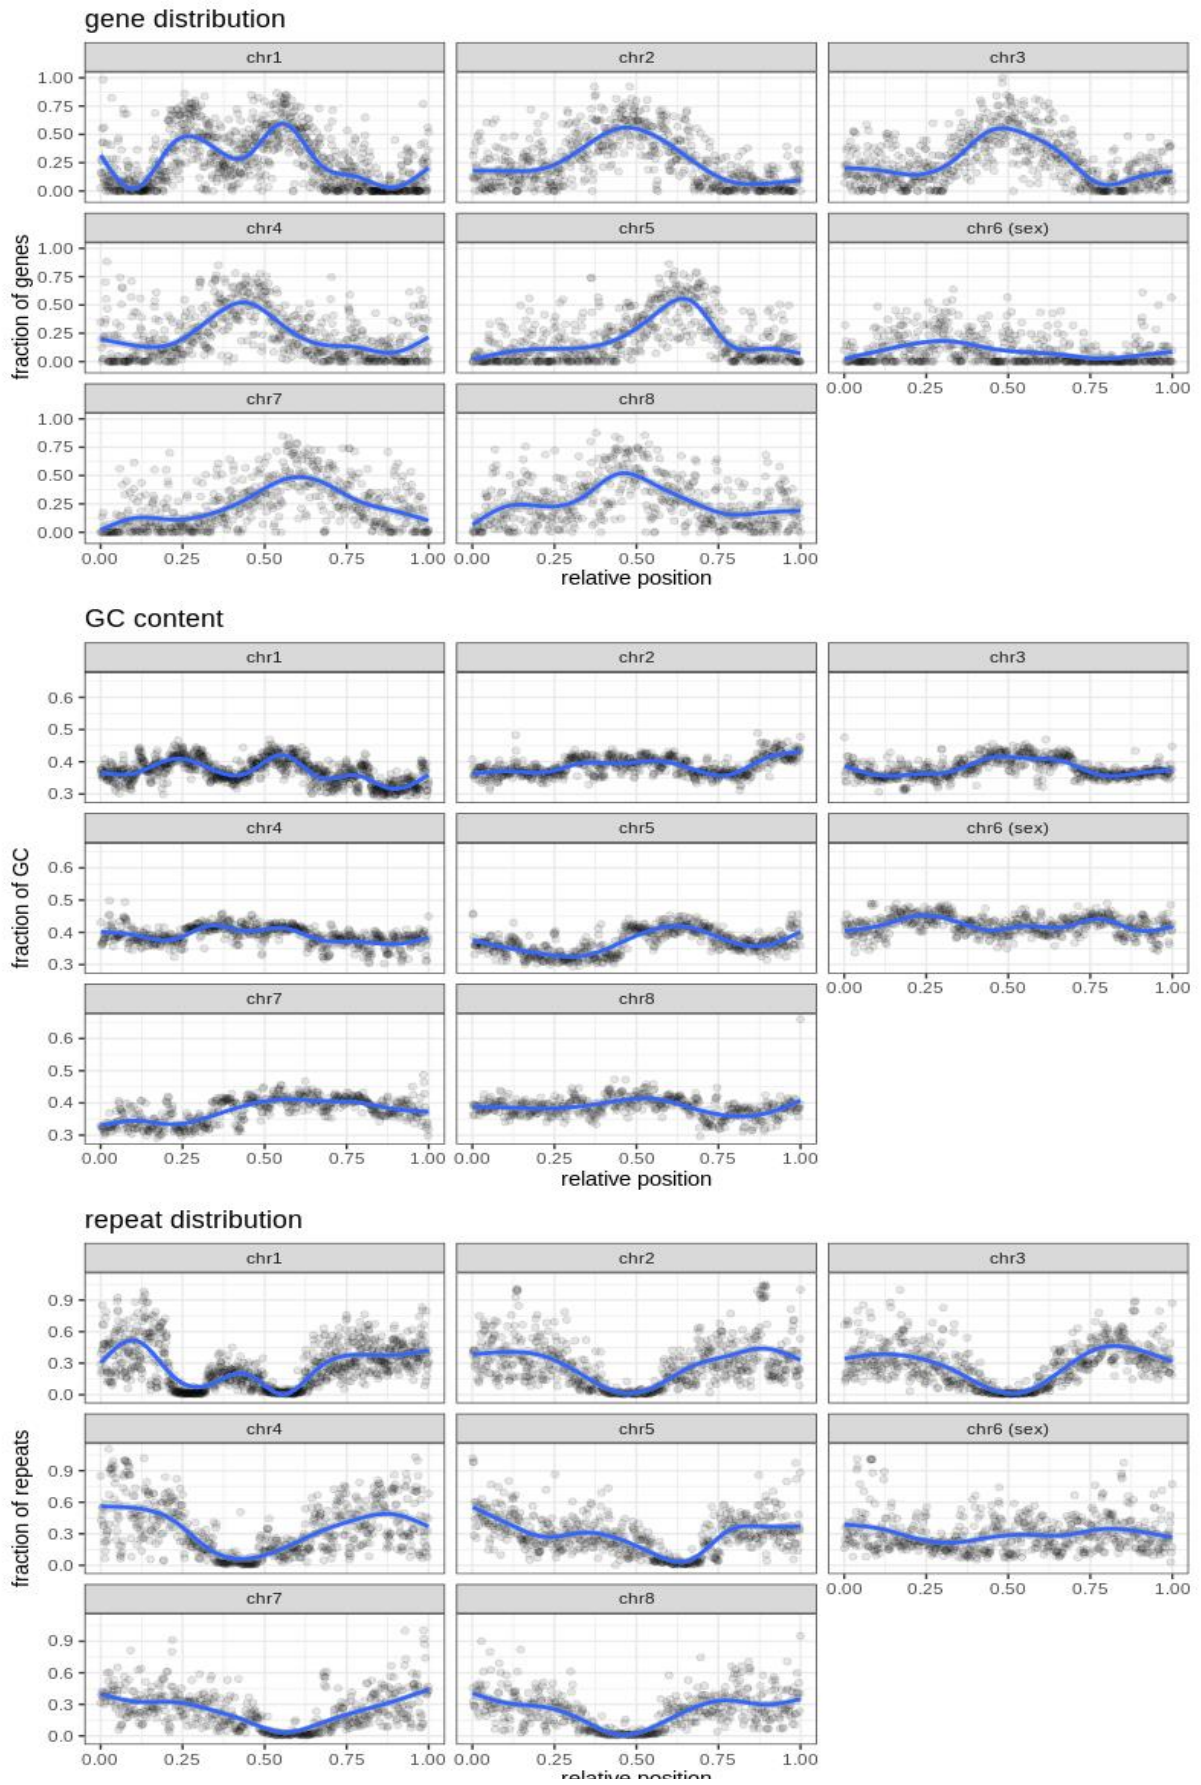 gene distribution
chr1 chr2 chr3
1.00
0.75
0.50
0.25
0.00
chr4 chr5 chr6 (sex)
1.00
0.75
0.50
0.25
0.00
fraction of genes
0.00 0.25 0.50 0.75 1.00
chr7 chr8
1.00
0.75
0.50
0.25
0.00
0.00 0.25 0.50 0.75 1.00 0.00 0.25 0.50 0.75 1.00
relative position
GC content
chr1 chr2 chr3
0.6
0.5
0.4
0.3
chr4 chr5 chr6 (sex)
0.6
0.5
0.4
0.3
fraction of GC
0.00 0.25 0.50 0.75 1.00
chr7 chr8
0.6
0.5
0.4
0.3
0.00 0.25 0.50 0.75 1.00 0.00 0.25 0.50 0.75 1.00
relative position
repeat distribution
chr1 chr2 chr3
0.9
0.6
0.3
0.0
chr4 chr5 chr6 (sex)
0.9
0.6
0.3
0.0
fraction of repeats
0.00 0.25 0.50 0.75 1.00
chr7 chr8
0.9
0.6
0.3
0.0
0.00 0.25 0.50 0.75 1.00 0.00 0.25 0.50 0.75 1.00
relative position